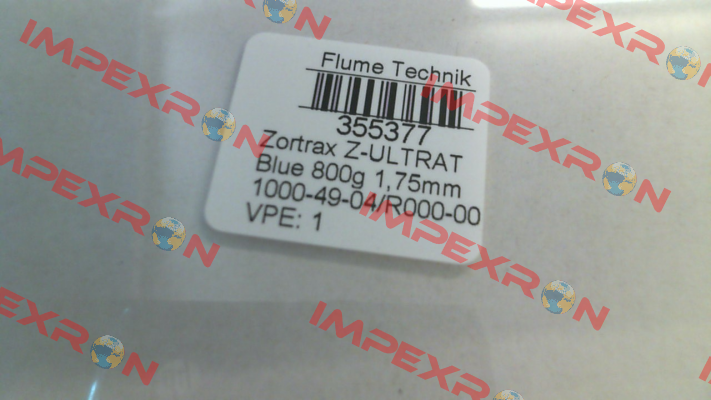 Flume Technik
355377
Zortrax Z-ULTRAT
Blue 800g 1,75mm
1000-49-04/R000-00
VPE: 1
IMPEXRON
IMPEXRON
IMPEXRON
IMPEXRON
IMPEXRON
IMPEXRON
IMPEXRON